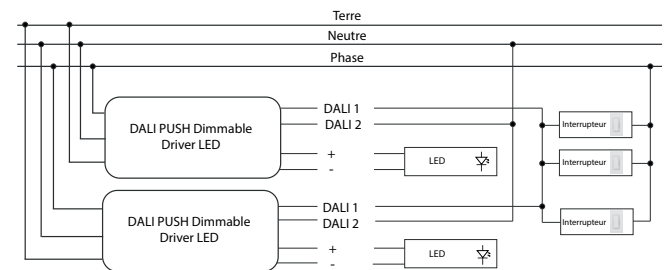 Terre
Neutre
Phase
DALI PUSH Dimmable
Driver LED
DALI 1
DALI 2
+
-
LED
Interrupteur
Interrupteur
DALI PUSH Dimmable
Driver LED
DALI 1
DALI 2
+
-
LED
Interrupteur